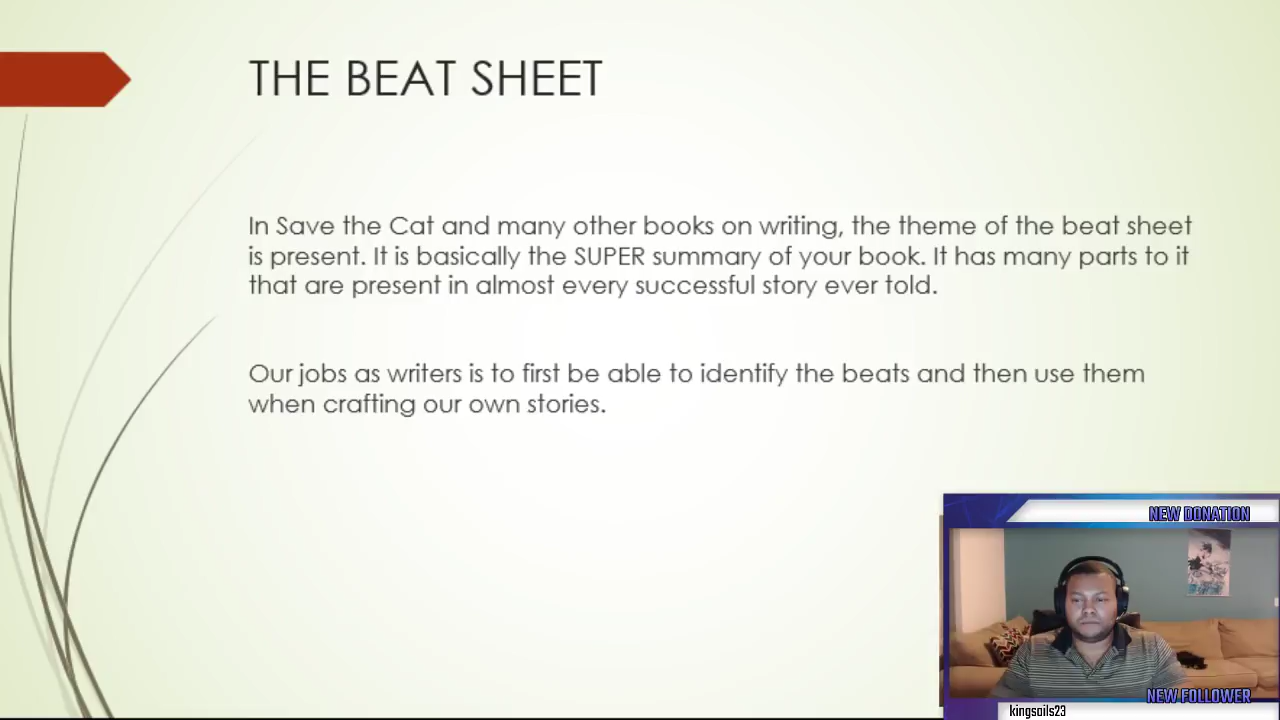 THE BEAT SHEET
In Save the Cat and many other books on writing, the theme of the beat sheet
is present. It is basically the SUPER summary of your book. It has many parts to it
that are present in almost every successful story ever told.
Our jobs as writers is to first be able to identify the beats and then use them
when crafting our own stories.
NEW DONATION
NEW FOLLOWER
kingsails23